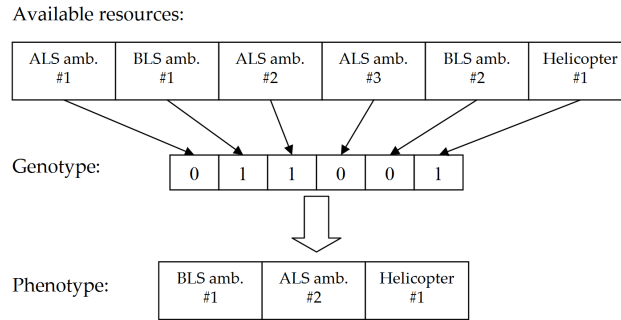 Available resources:
ALS amb. BLS amb. ALS amb. ALS amb. BLS amb. Helicopter
#1 #1 #2 #3 #2 #1
Genotype: 0 1 1 0 0 1
Phenotype: BLS amb. ALS amb. Helicopter
#1 #2 #1